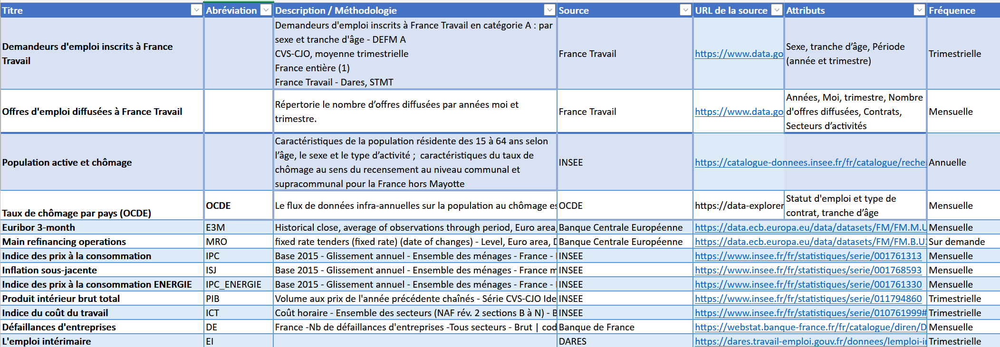 Titre Abréviation Description / Méthodologie Source URL de la source Attributs Fréquence
Demandeurs d'emploi inscrits à France
Travail
Demandeurs d'emploi inscrits à France Travail en catégorie A : par
sexe et tranche d'âge - DEFM A
CVS-CJO, moyenne trimestrielle
France entière (1)
France Travail - Dares, STMT
France Travail
https://www.data.go
Sexe, tranche d’âge, Période
(année et trimestre)
Trimestrielle
Offres d'emploi diffusées à France Travail
Répertorie le nombre d’offres diffusées par années moi et
trimestre.
France Travail
https://www.data.go
Années, Moi, trimestre, Nombre
d'offres diffusées, Contrats,
Secteurs d’activités
Mensuelle
Population active et chômage
Caractéristiques de la population résidente des 15 à 64 ans selon
l’âge, le sexe et le type d’activité ;  caractéristiques du taux de
chômage au sens du recensement au niveau communal et
supracommunal pour la France hors Mayotte
INSEE
https://catalogue-donnees.insee.fr/fr/catalogue/reche
Annuelle
Taux de chômage par pays (OCDE)
OCDE
Le flux de données infra-annuelles sur la population au chômage es
OCDE
https://data-explorer
Statut d'emploi et type de
contrat, tranche d’âge
Mensuelle
Euribor 3-month E3M Historical close, average of observations through period, Euro area, Banque Centrale Européenne https://data.ecb.europa.eu/data/datasets/FM/FM.M.U Mensuelle
Main refinancing operations MRO fixed rate tenders (fixed rate) (date of changes) - Level, Euro area, D Banque Centrale Européenne https://data.ecb.europa.eu/data/datasets/FM/FM.B.U2 Sur demande
Indice des prix à la consommation IPC Base 2015 - Glissement annuel - Ensemble des ménages - France - I INSEE https://www.insee.fr/fr/statistiques/serie/001761313 Mensuelle
Inflation sous-jacente ISJ Base 2015 - Glissement annuel - Ensemble des ménages - France m INSEE https://www.insee.fr/fr/statistiques/serie/001768593 Mensuelle
Indice des prix à la consommation ENERGIE IPC_ENERGIE Base 2015 - Glissement annuel - Ensemble des ménages - France - I INSEE https://www.insee.fr/fr/statistiques/serie/001761330 Mensuelle
Produit intérieur brut total PIB Volume aux prix de l'année précédente chaînés - Série CVS-CJO Ide INSEE https://www.insee.fr/fr/statistiques/serie/011794860 Trimestrielle
Indice du coût du travail ICT Coût horaire - Ensemble des secteurs (NAF rév. 2 sections B à N) - B INSEE https://www.insee.fr/fr/statistiques/serie/010761999# Trimestrielle
Défaillances d'entreprises DE France -Nb de défaillances d'entreprises -Tous secteurs - Brut | cod Banque de France https://webstat.banque-france.fr/fr/catalogue/diren/D Mensuelle
L'emploi intérimaire EI DARES https://dares.travail-emploi.gouv.fr/donnees/lemploi-i Trimestrielle